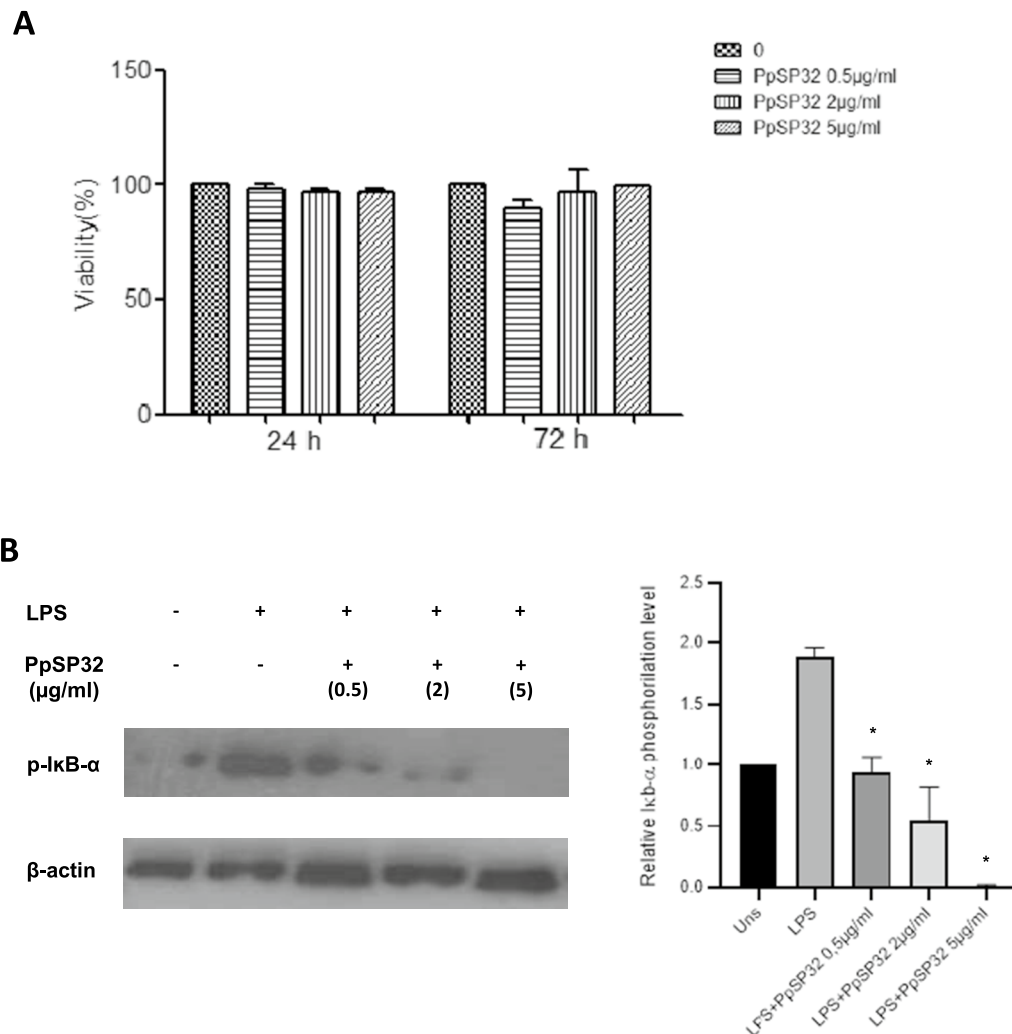 A
0
PpSP32 0.5µg/ml
PpSP32 2µg/ml
PpSP32 5µg/ml
150
100
50
0
Viability(%)
24 h
72 h
B
LPS - + + + +
PpSP32 - - + + +
(µg/ml) (0.5) (2) (5)
p-IκB-α
β-actin
Relative Iκb-α phosphorilation level
2.5
2.0
1.5
1.0
0.5
0.0
*
*
*
Uns
LPS
LPS+PpSP32 0,5µg/ml
LPS+PpSP32 2µg/ml
LPS+PpSP32 5µg/ml